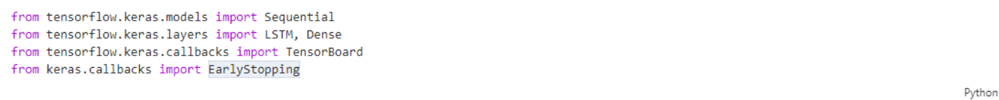 from tensorflow.keras.models import Sequential
from tensorflow.keras.layers import LSTM, Dense
from tensorflow.keras.callbacks import TensorBoard
from keras.callbacks import EarlyStopping
Python